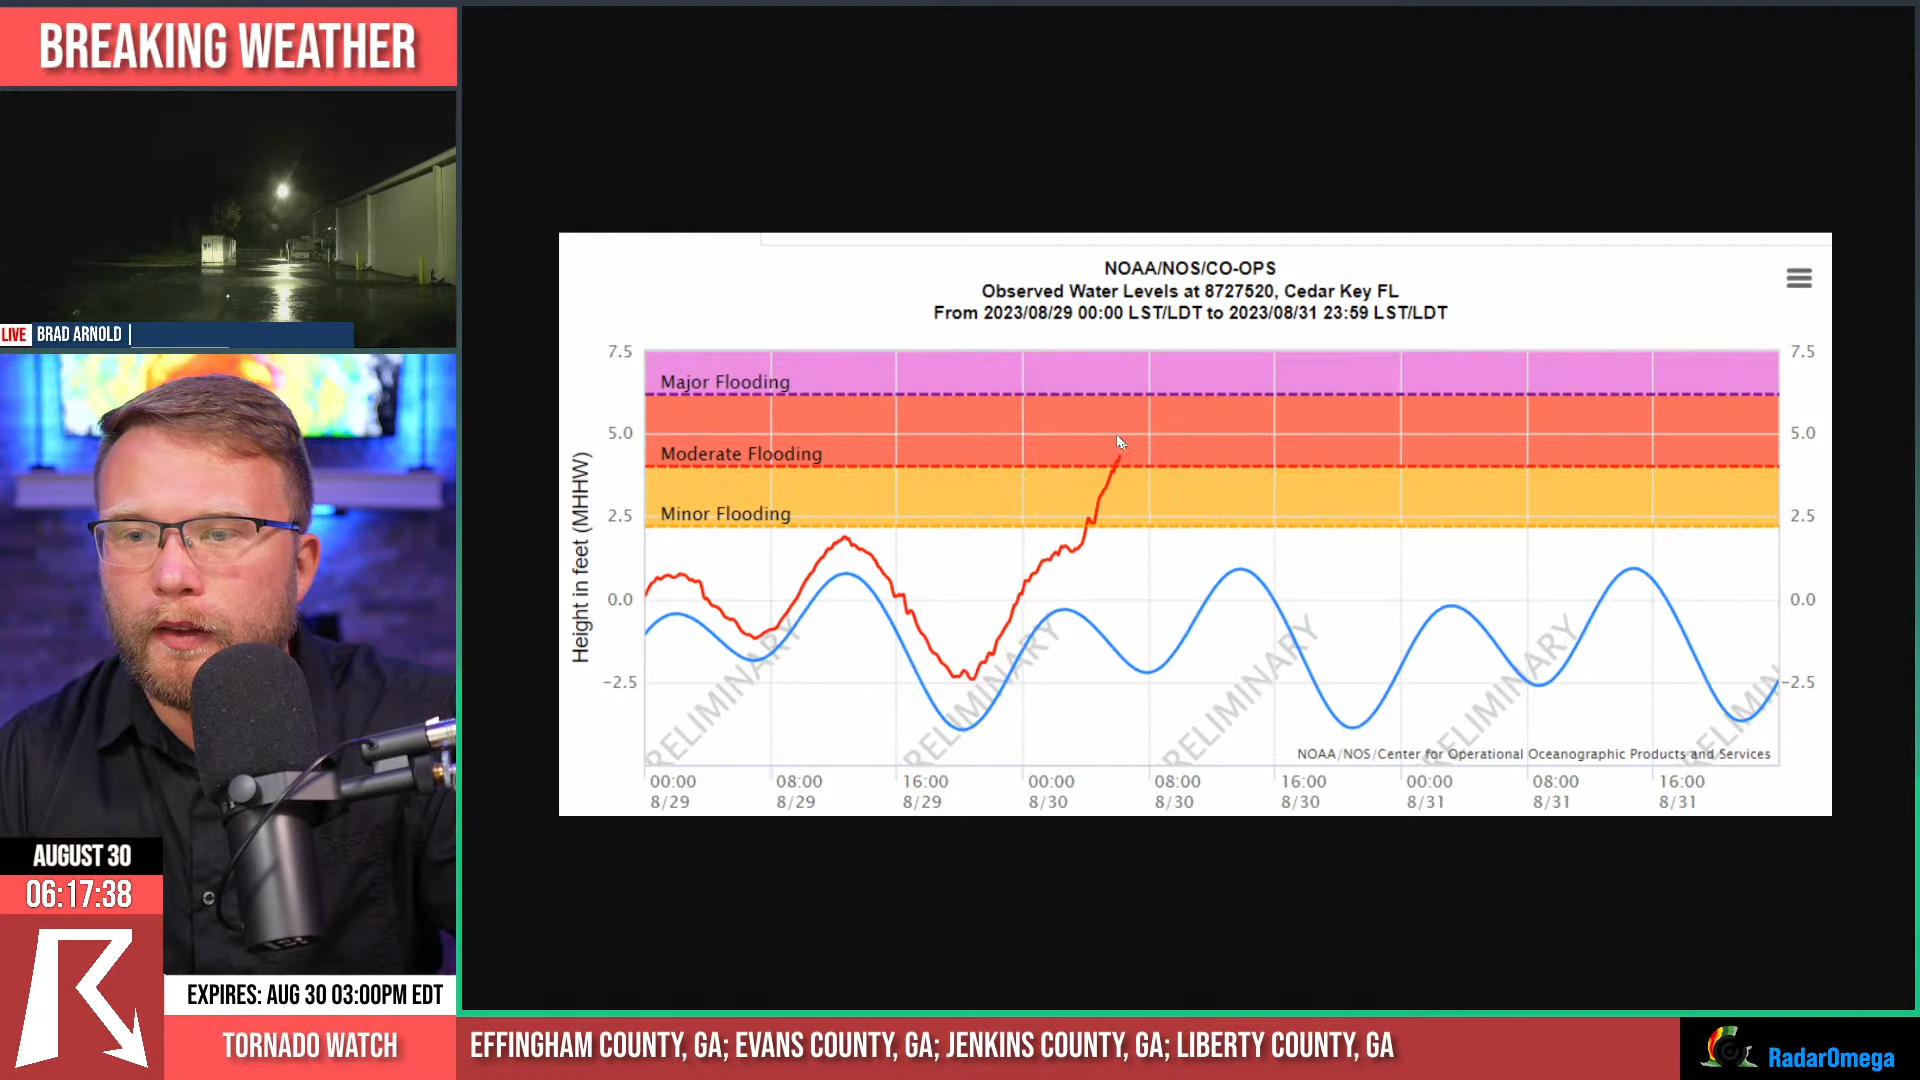 BREAKING WEATHER
LIVE BRAD ARNOLD
NOAA/NOS/CO-OPS
Observed Water Levels at 8727520, Cedar Key FL
From 2023/08/29 00:00 LST/LDT to 2023/08/31 23:59 LST/LDT
Height in feet (MHHW)
7.5 7.5
Major Flooding
5.0 5.0
Moderate Flooding
Minor Flooding
2.5 2.5
0.0 0.0
-2.5 -2.5
PRELIMINARY PRELIMINARY PRELIMINARY PRELIMINARY PRELIMINARY
NOAA/NOS/Center for Operational Oceanographic Products and Services
00:00 08:00 16:00 00:00 08:00 16:00 00:00 08:00 16:00
8/29 8/29 8/29 8/30 8/30 8/30 8/31 8/31 8/31
AUGUST 30
06:17:38
R
EXPIRES: AUG 30 03:00PM EDT
TORNADO WATCH
EFFINGHAM COUNTY, GA; EVANS COUNTY, GA; JENKINS COUNTY, GA; LIBERTY COUNTY, GA
RadarOmega